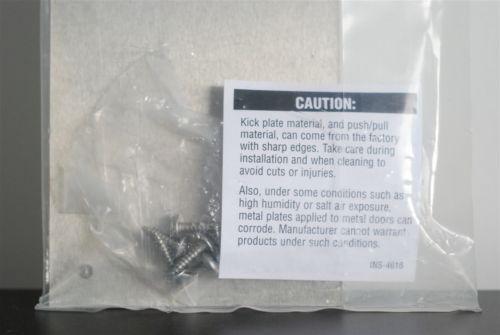 CAUTION:
Kick plate material, and push/pull
material, can come from the factory
with sharp edges. Take care during
installation and when cleaning to
avoid cuts or injuries.
Also, under some conditions such as
high humidity or salt air exposure,
metal plates applied to metal doors can
corrode. Manufacturer cannot warrant
products under such conditions.
INS-4616